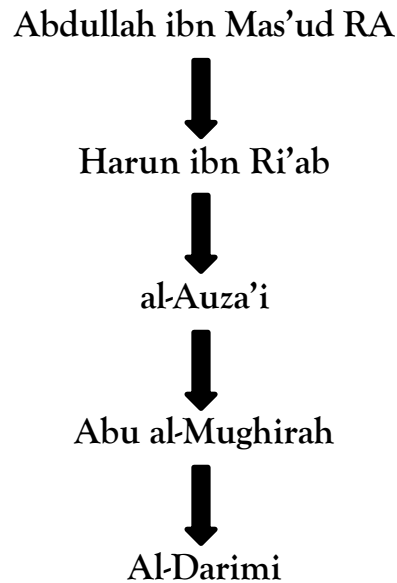 Abdullah ibn Mas’ud RA
Harun ibn Ri’ab
al-Auza’i
Abu al-Mughirah
Al-Darimi